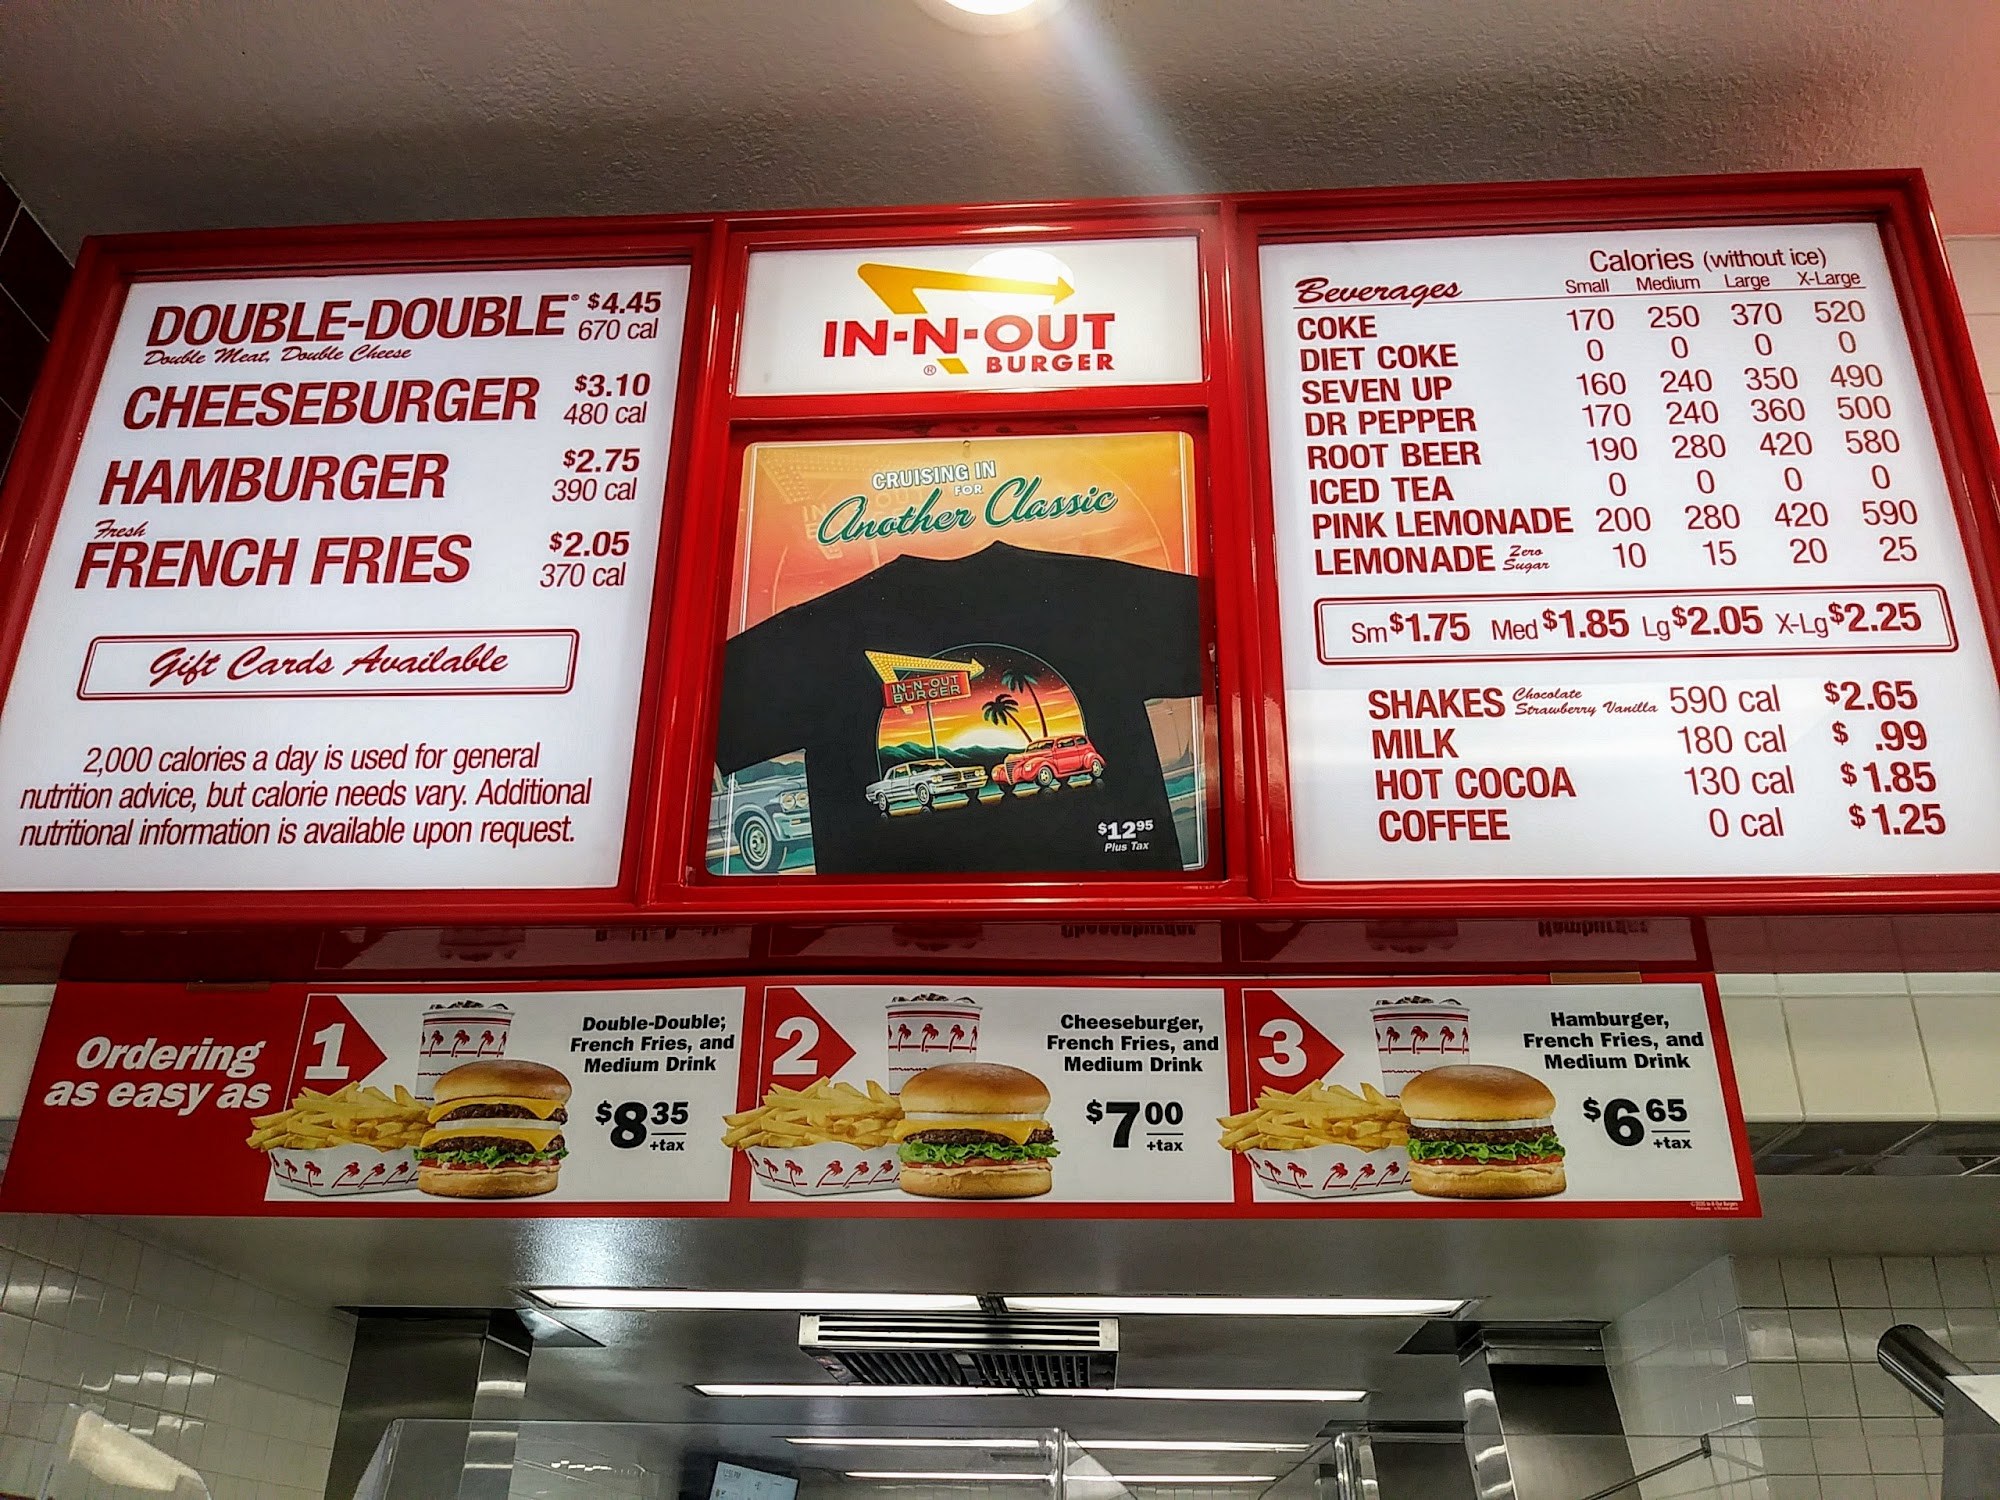 DOUBLE-DOUBLE® $4.45
Double Meat, Double Cheese 670 cal
CHEESEBURGER $3.10
480 cal
HAMBURGER $2.75
390 cal
Fresh
FRENCH FRIES $2.05
370 cal
Gift Cards Available
2,000 calories a day is used for general
nutrition advice, but calorie needs vary. Additional
nutritional information is available upon request.
IN-N-OUT
® BURGER
CRUISING IN
FOR
Another Classic
IN-N-OUT
BURGER
$12 95
Plus Tax
Calories (without ice)
Beverages Small Medium Large X-Large
COKE 170 250 370 520
DIET COKE 0 0 0 0
SEVEN UP 160 240 350 490
DR PEPPER 170 240 360 500
ROOT BEER 190 280 420 580
ICED TEA 0 0 0 0
PINK LEMONADE 200 280 420 590
LEMONADE Zero Sugar 10 15 20 25
Sm $1.75 Med $1.85 Lg $2.05 X-Lg $2.25
SHAKES Chocolate Strawberry Vanilla 590 cal $2.65
MILK 180 cal $ .99
HOT COCOA 130 cal $1.85
COFFEE 0 cal $1.25
Ordering
as easy as
1
Double-Double;
French Fries, and
Medium Drink
$8 35
+tax
2
Cheeseburger,
French Fries, and
Medium Drink
$7 00
+tax
3
Hamburger,
French Fries, and
Medium Drink
$6 65
+tax